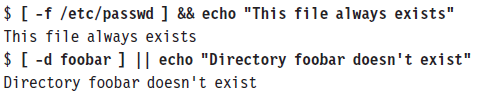 $ [ -f /etc/passwd ] && echo "This file always exists"
This file always exists
$ [ -d foobar ] || echo "Directory foobar doesn't exist"
Directory foobar doesn't exist